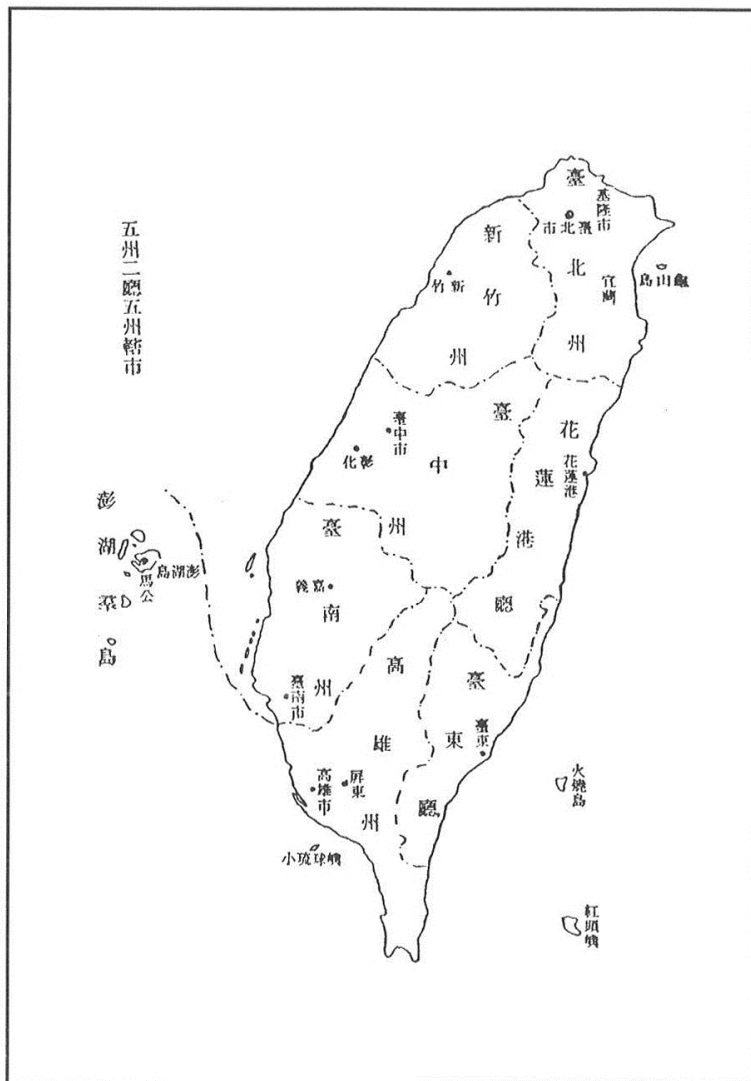 五州二廳五州轄市
臺北州
基隆市
臺北市
宜蘭
龜山島
新竹州
新竹
臺中州
臺中市
彰化
花蓮港廳
花蓮港
臺南州
嘉義
臺南市
澎湖羣島
澎湖島
馬公
高雄州
高雄市
屏東
臺東廳
臺東
火燒島
紅頭嶼
小琉球嶼